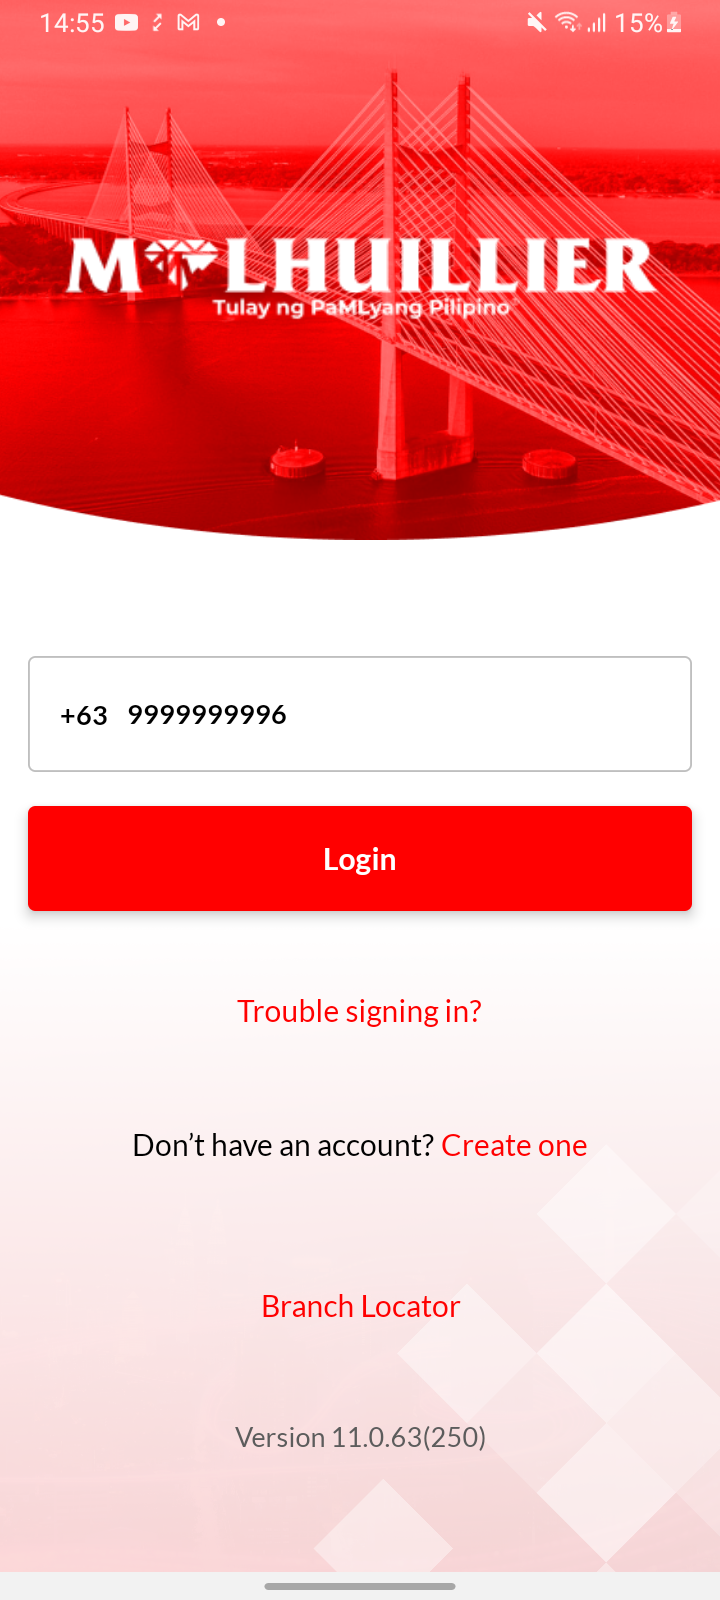 14:55
15%
M LHUILLIER
Tulay ng PaMLyang Pilipino
+63 9999999996
Login
Trouble signing in?
Don’t have an account? Create one
Branch Locator
Version 11.0.63(250)